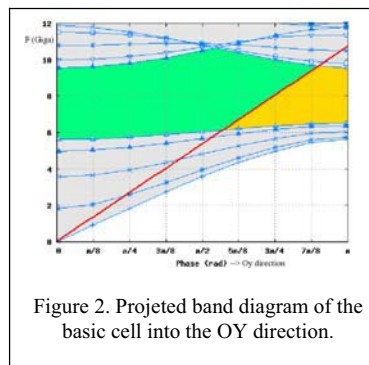 12
F (Giga)
10
8
6
4
2
0
0 π/8 π/4 3π/8 π/2 5π/8 3π/4 7π/8 π
Phase (rad) --> Oy direction
Figure 2. Projeted band diagram of the
basic cell into the OY direction.